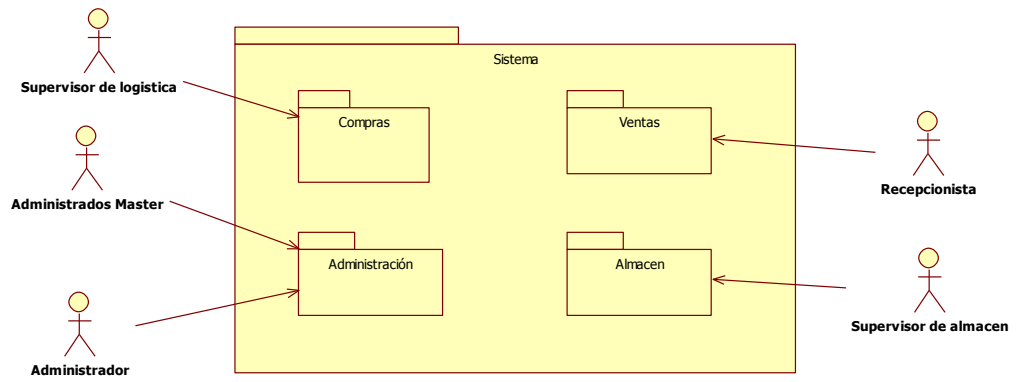 Sistema
Supervisor de logistica
Compras
Ventas
Administrados Master
Recepcionista
Administración
Almacen
Supervisor de almacen
Administrador